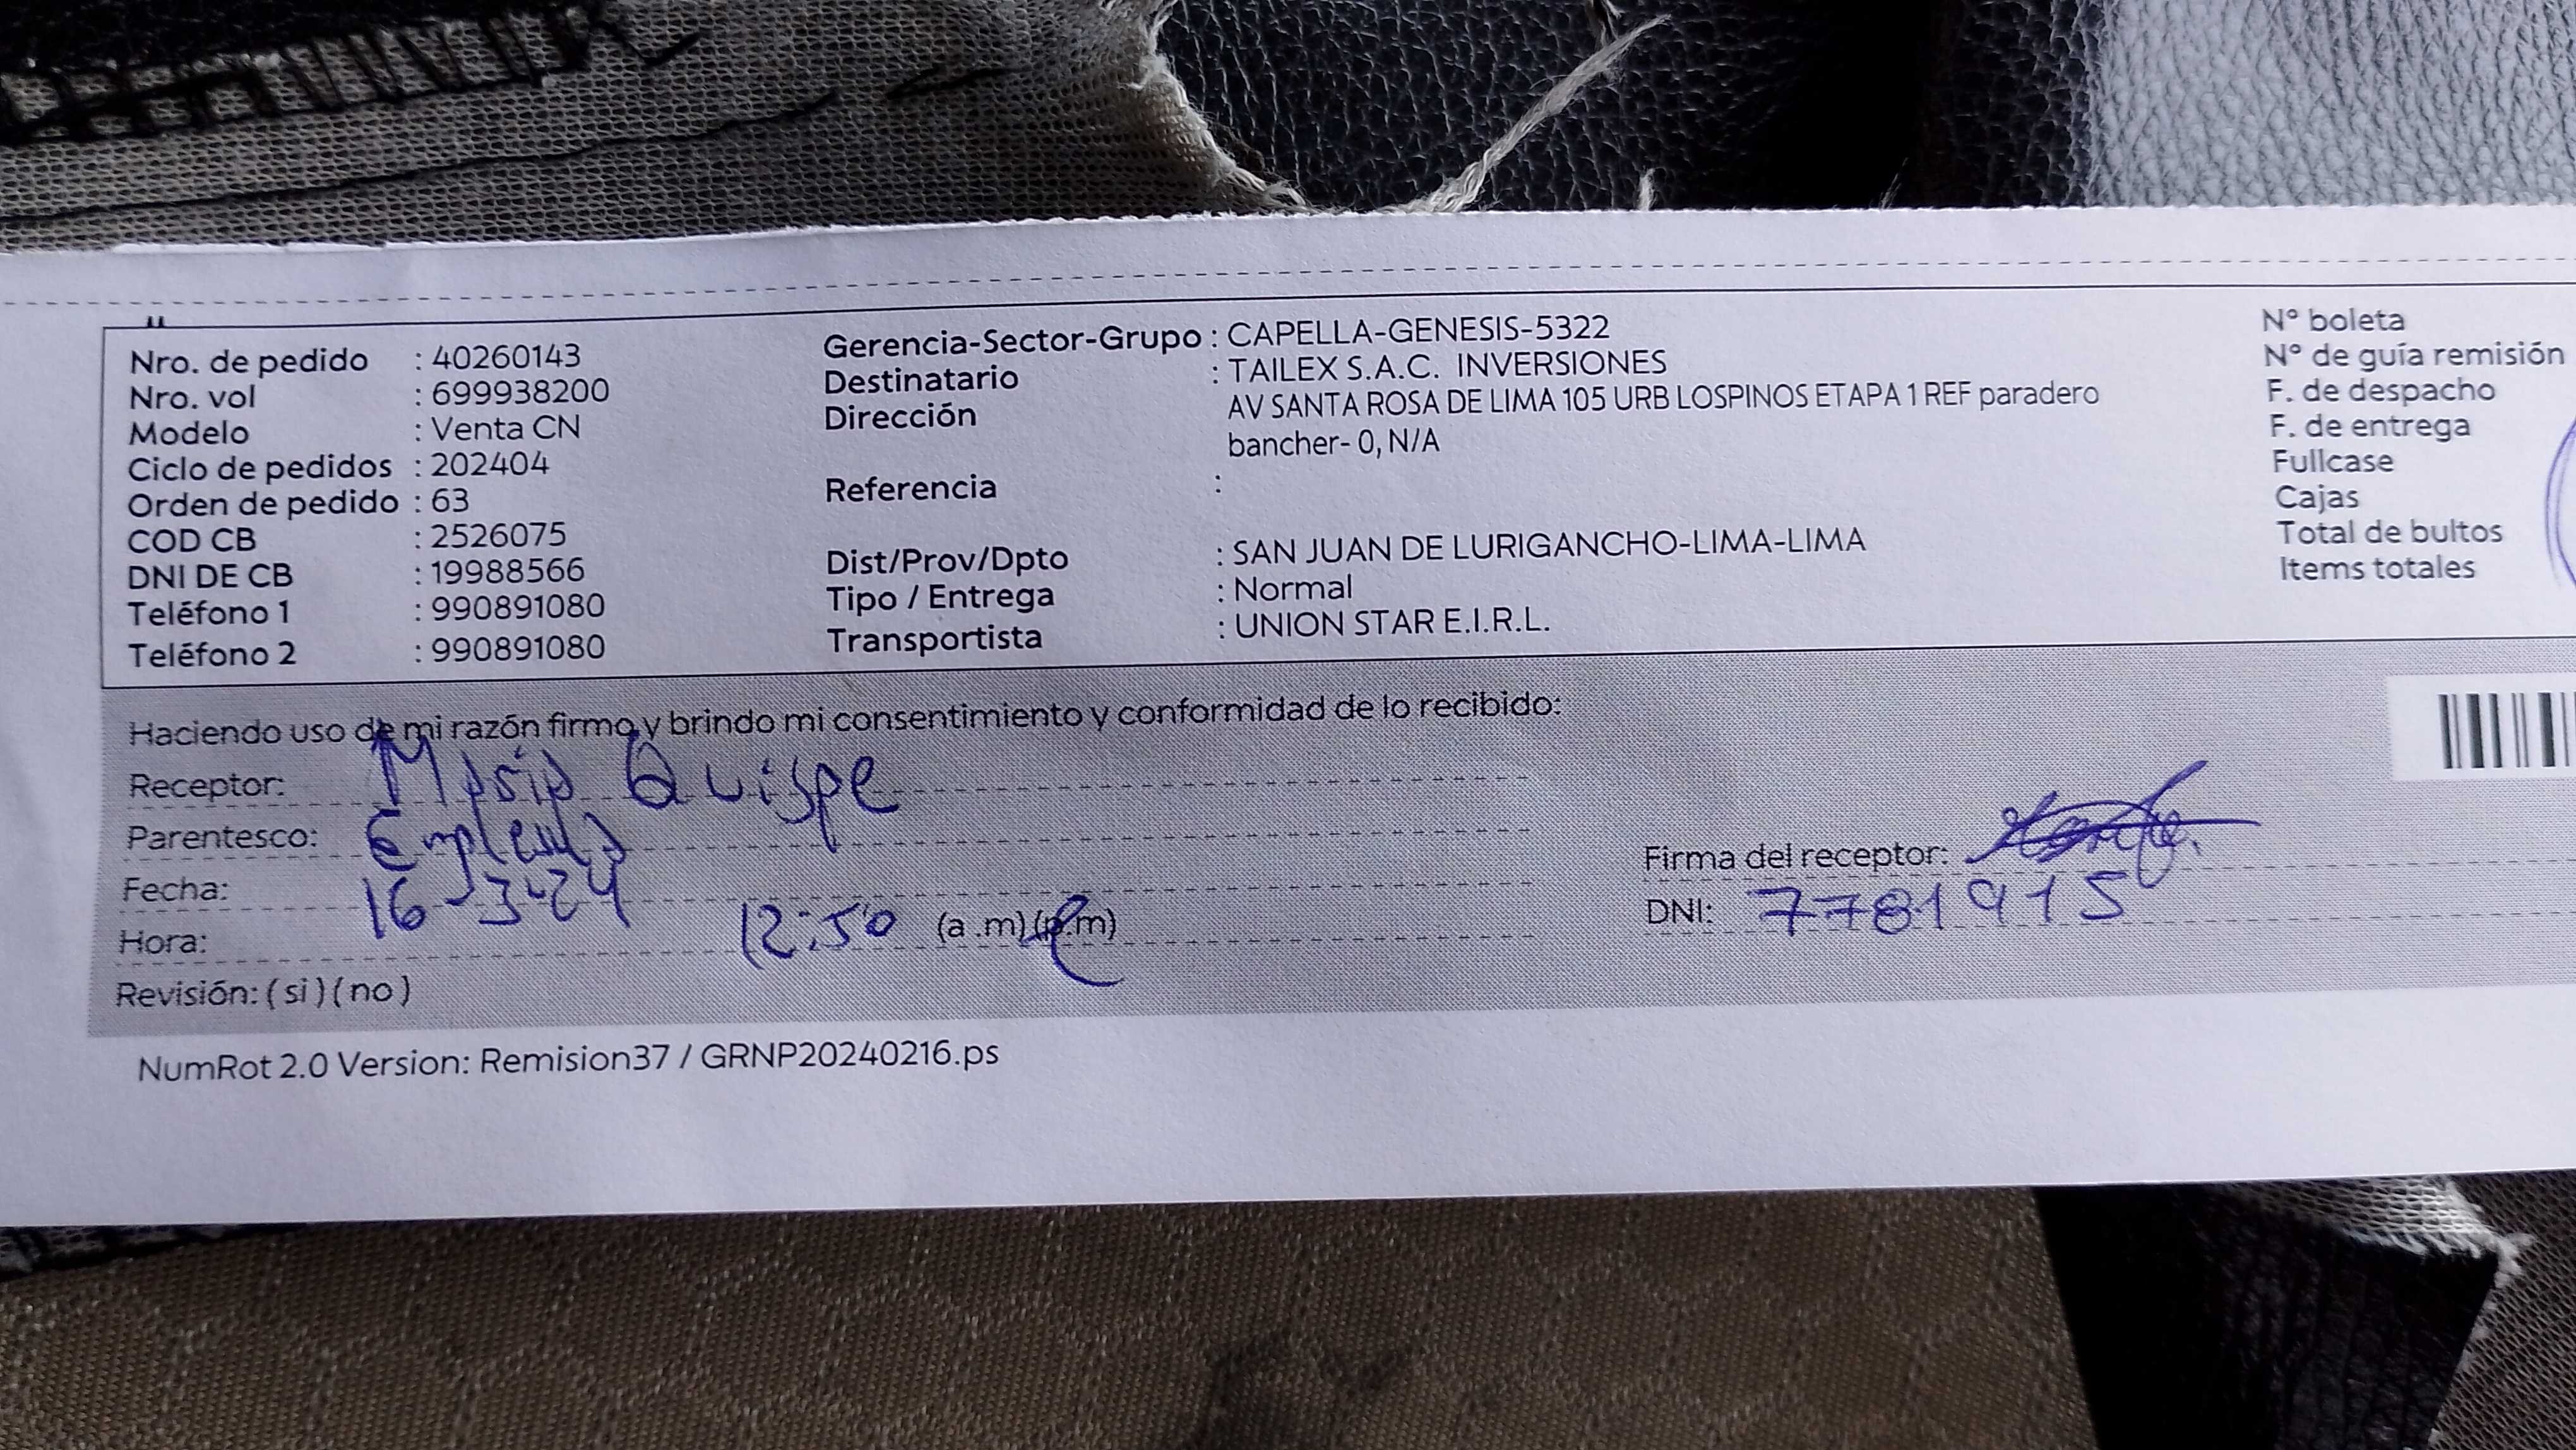 Nro. de pedido : 40260143
Nro. vol : 699938200
Modelo : Venta CN
Ciclo de pedidos : 202404
Orden de pedido : 63
COD CB : 2526075
DNI DE CB : 19988566
Teléfono 1 : 990891080
Teléfono 2 : 990891080
Gerencia-Sector-Grupo : CAPELLA-GENESIS-5322
Destinatario : TAILEX S.A.C. INVERSIONES
Dirección AV SANTA ROSA DE LIMA 105 URB LOSPINOS ETAPA 1 REF paradero
bancher- 0, N/A
Referencia :
Dist/Prov/Dpto : SAN JUAN DE LURIGANCHO-LIMA-LIMA
Tipo / Entrega : Normal
Transportista : UNION STAR E.I.R.L.
N° boleta
N° de guía remisión
F. de despacho
F. de entrega
Fullcase
Cajas
Total de bultos
Items totales
Haciendo uso de mi razón firmo y brindo mi consentimiento y conformidad de lo recibido:
Receptor: Quispe
Parentesco:
Fecha: 16-3-24
Hora: 12:50 (a .m) (p.m)
Revisión: ( si ) ( no )
Firma del receptor:
DNI: 77819415
NumRot 2.0 Version: Remision37 / GRNP20240216.ps